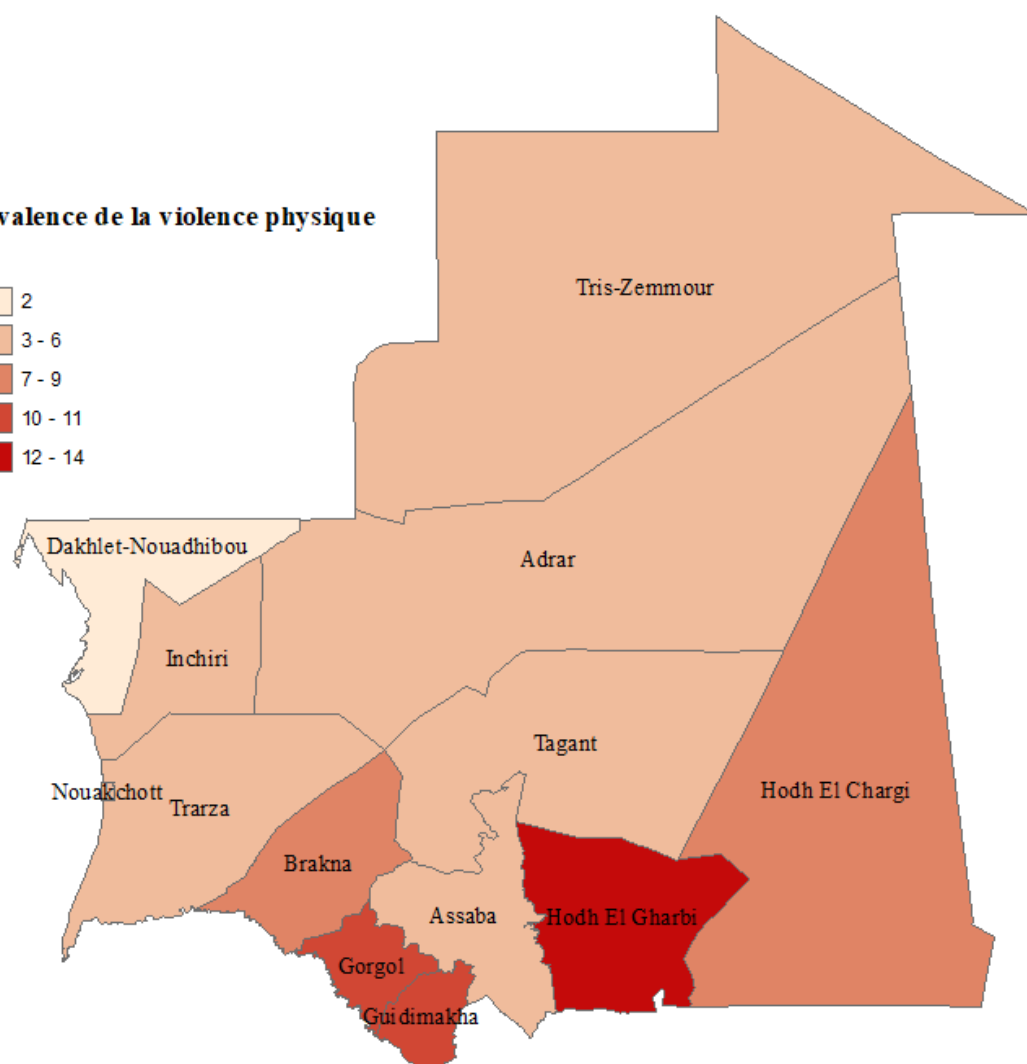 valence de la violence physique
2
3 - 6
7 - 9
10 - 11
12 - 14
Tris-Zemmour
Dakhlet-Nouadhibou
Adrar
Inchiri
Tagant
Nouakchott
Trarza
Hodh El Chargi
Brakna
Assaba
Hodh El Gharbi
Gorgol
Guidimakha